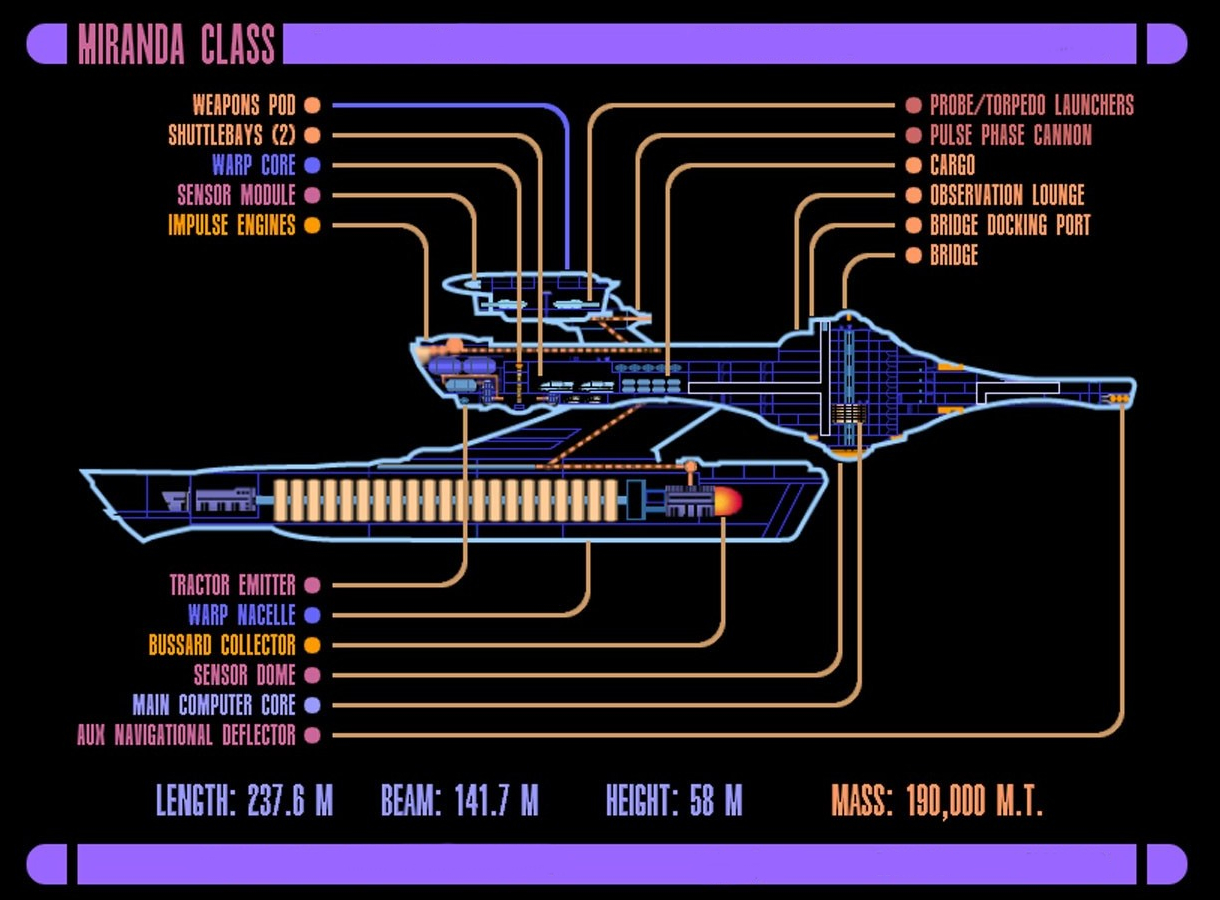 MIRANDA CLASS
WEAPONS POD
SHUTTLEBAYS (2)
WARP CORE
SENSOR MODULE
IMPULSE ENGINES
PROBE/TORPEDO LAUNCHERS
PULSE PHASE CANNON
CARGO
OBSERVATION LOUNGE
BRIDGE DOCKING PORT
BRIDGE
TRACTOR EMITTER
WARP NACELLE
BUSSARD COLLECTOR
SENSOR DOME
MAIN COMPUTER CORE
AUX NAVIGATIONAL DEFLECTOR
LENGTH: 237.6 M BEAM: 141.7 M HEIGHT: 58 M MASS: 190,000 M.T.